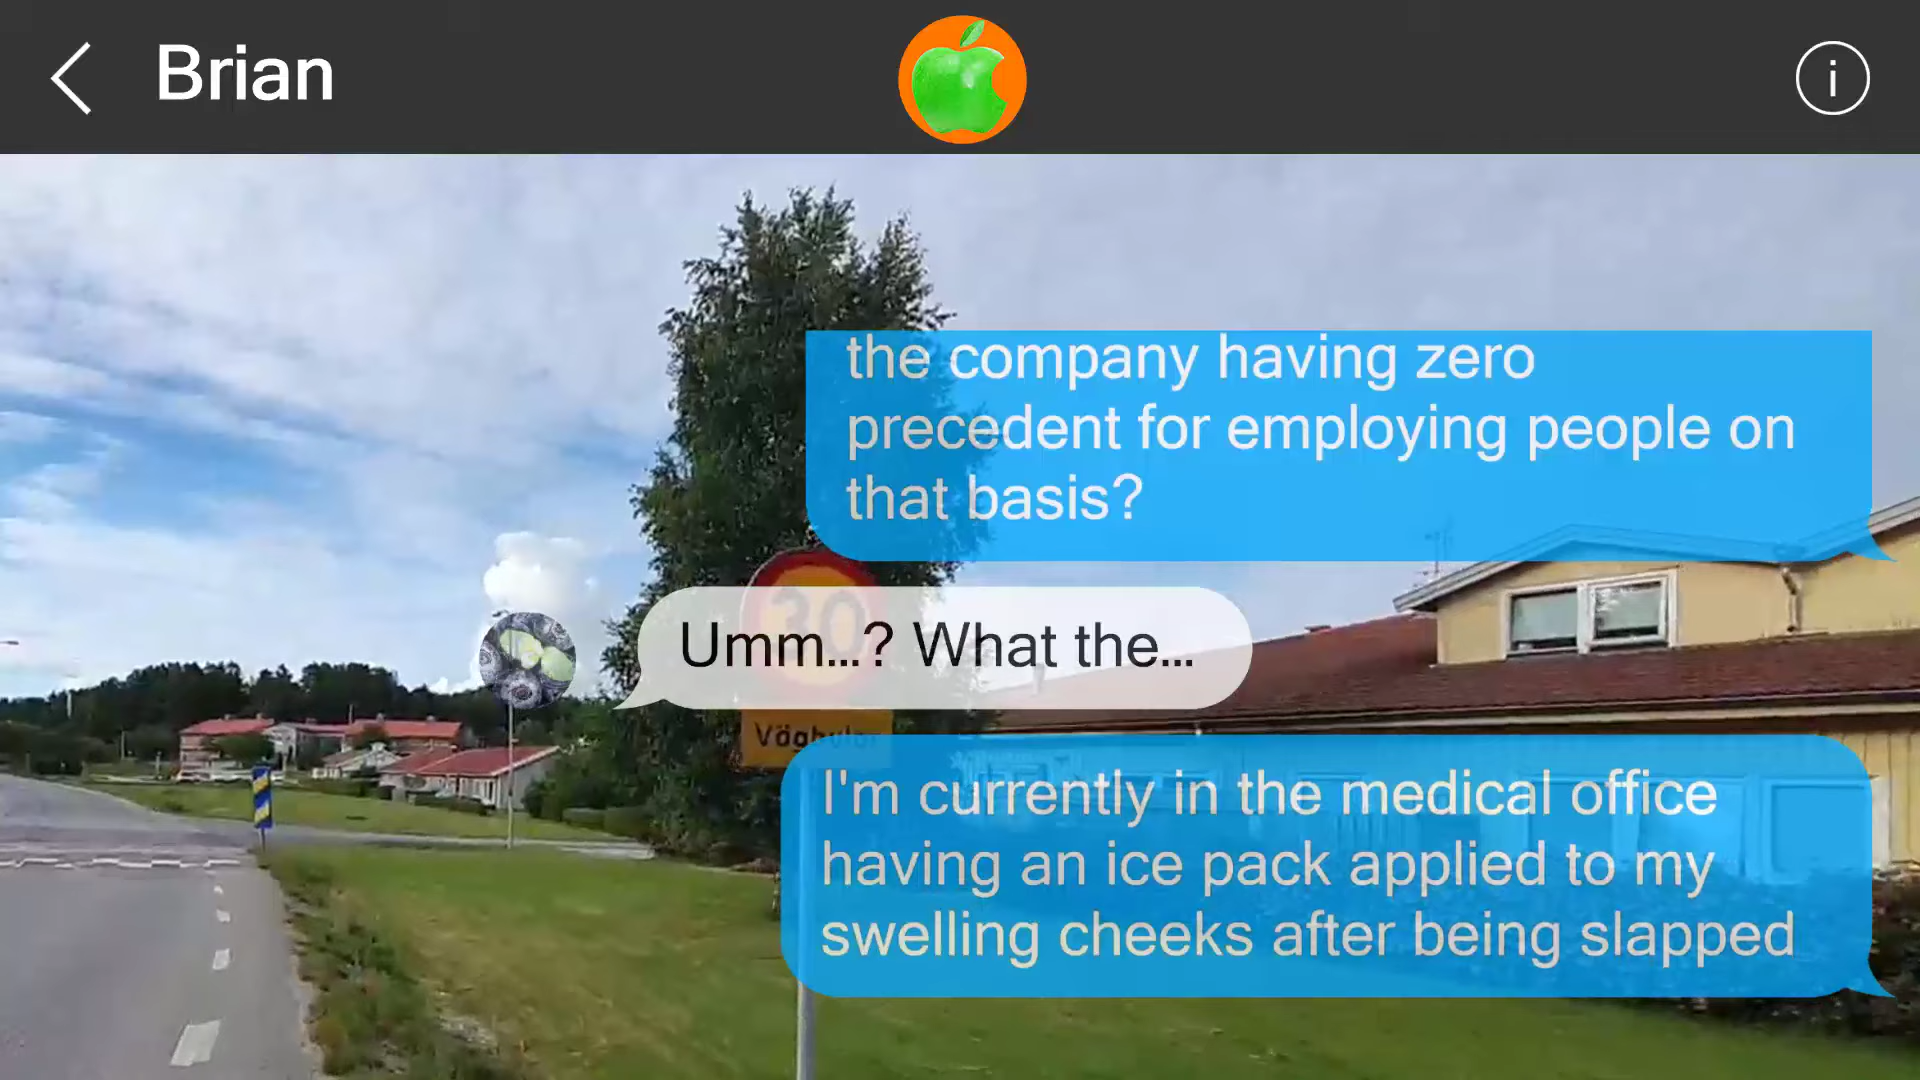 Brian
i
the company having zero
precedent for employing people on
that basis?
30
Umm...? What the...
I'm currently in the medical office
having an ice pack applied to my
swelling cheeks after being slapped